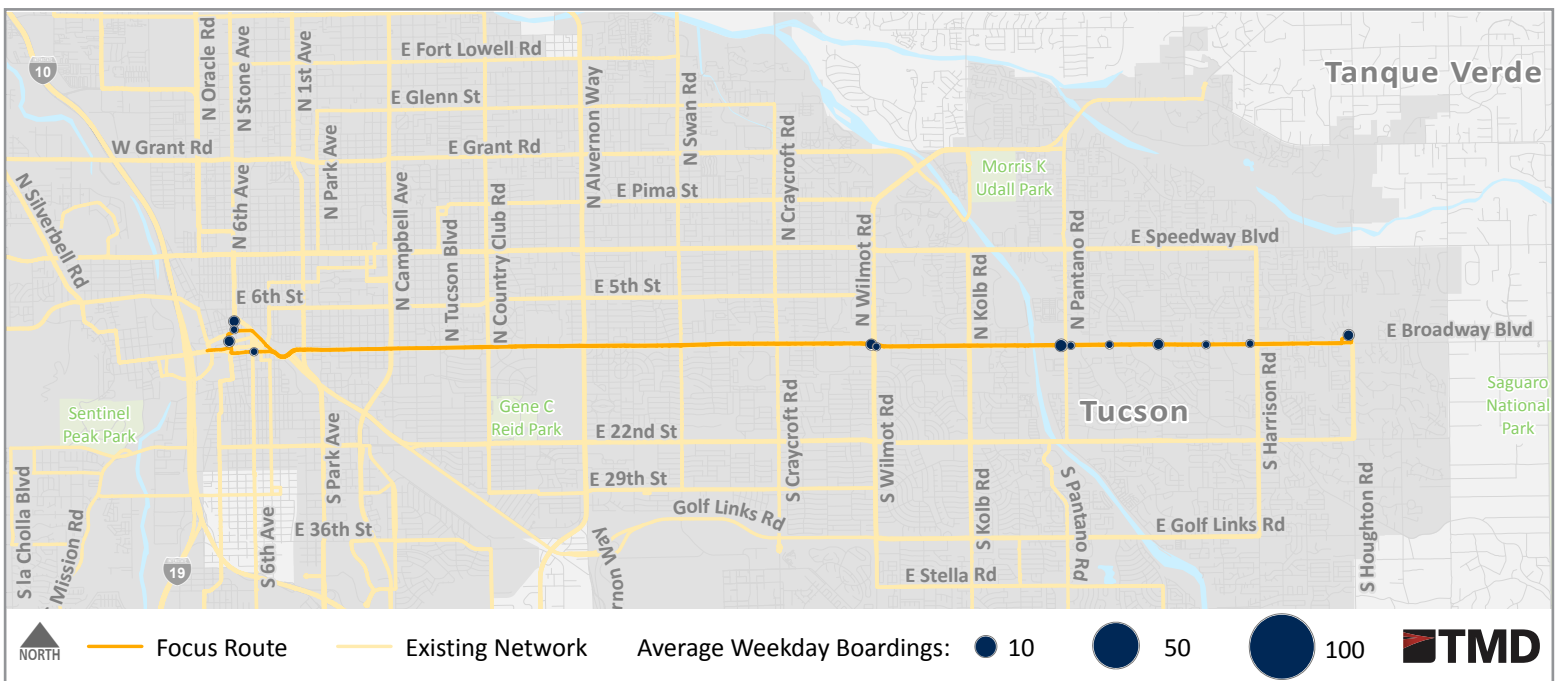 N Oracle Rd
N Stone Ave
N 1st Ave
E Fort Lowell Rd
N Alvernon Way
N Swan Rd
Tanque Verde
10
E Glenn St
N Park Ave
N Craycroft Rd
W Grant Rd
E Grant Rd
N Silverbell Rd
N 6th Ave
N Campbell Ave
N Tucson Blvd
N Country Club Rd
E Pima St
Morris K
Udall Park
N Wilmot Rd
N Kolb Rd
N Pantano Rd
E Speedway Blvd
E 6th St
E 5th St
E Broadway Blvd
Sentinel
Peak Park
Gene C
Reid Park
Tucson
Saguaro
National
Park
S Craycroft Rd
S Wilmot Rd
S Harrison Rd
E 22nd St
S la Cholla Blvd
Mission Rd
S Park Ave
E 29th St
S Kolb Rd
S Pantano Rd
S Houghton Rd
Golf Links Rd
E Golf Links Rd
S 6th Ave
E 36th St
rnon Way
19
E Stella Rd
NORTH
Focus Route
Existing Network
Average Weekday Boardings:
10
50
100
TMD